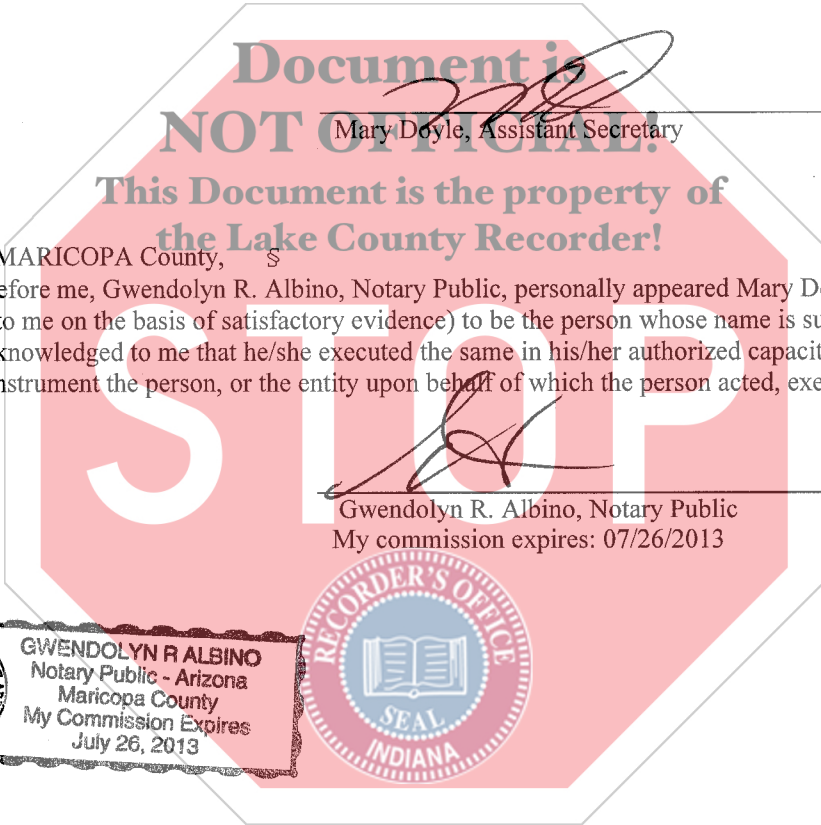 Document is
NOT OFFICIAL!
Mary Doyle, Assistant Secretary
This Document is the property of
the Lake County Recorder!
MARICOPA County, §
efore me, Gwendolyn R. Albino, Notary Public, personally appeared Mary D
to me on the basis of satisfactory evidence) to be the person whose name is su
knowledged to me that he/she executed the same in his/her authorized capacit
nstrument the person, or the entity upon behalf of which the person acted, exe
STOP
Gwendolyn R. Albino, Notary Public
My commission expires: 07/26/2013
RECORDER'S OFFICE
SEAL
INDIANA
GWENDOLYN R ALBINO
Notary Public - Arizona
Maricopa County
My Commission Expires
July 26, 2013